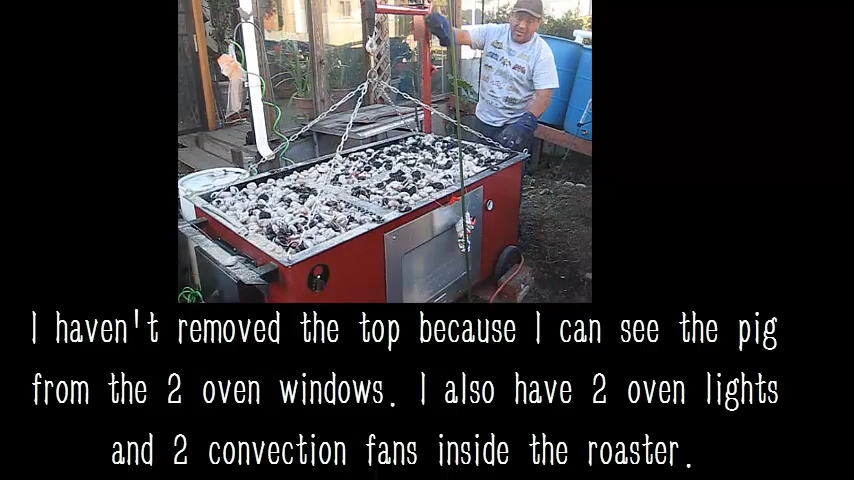 I haven't removed the top because I can see the pig
from the 2 oven windows. I also have 2 oven lights
and 2 convection fans inside the roaster.